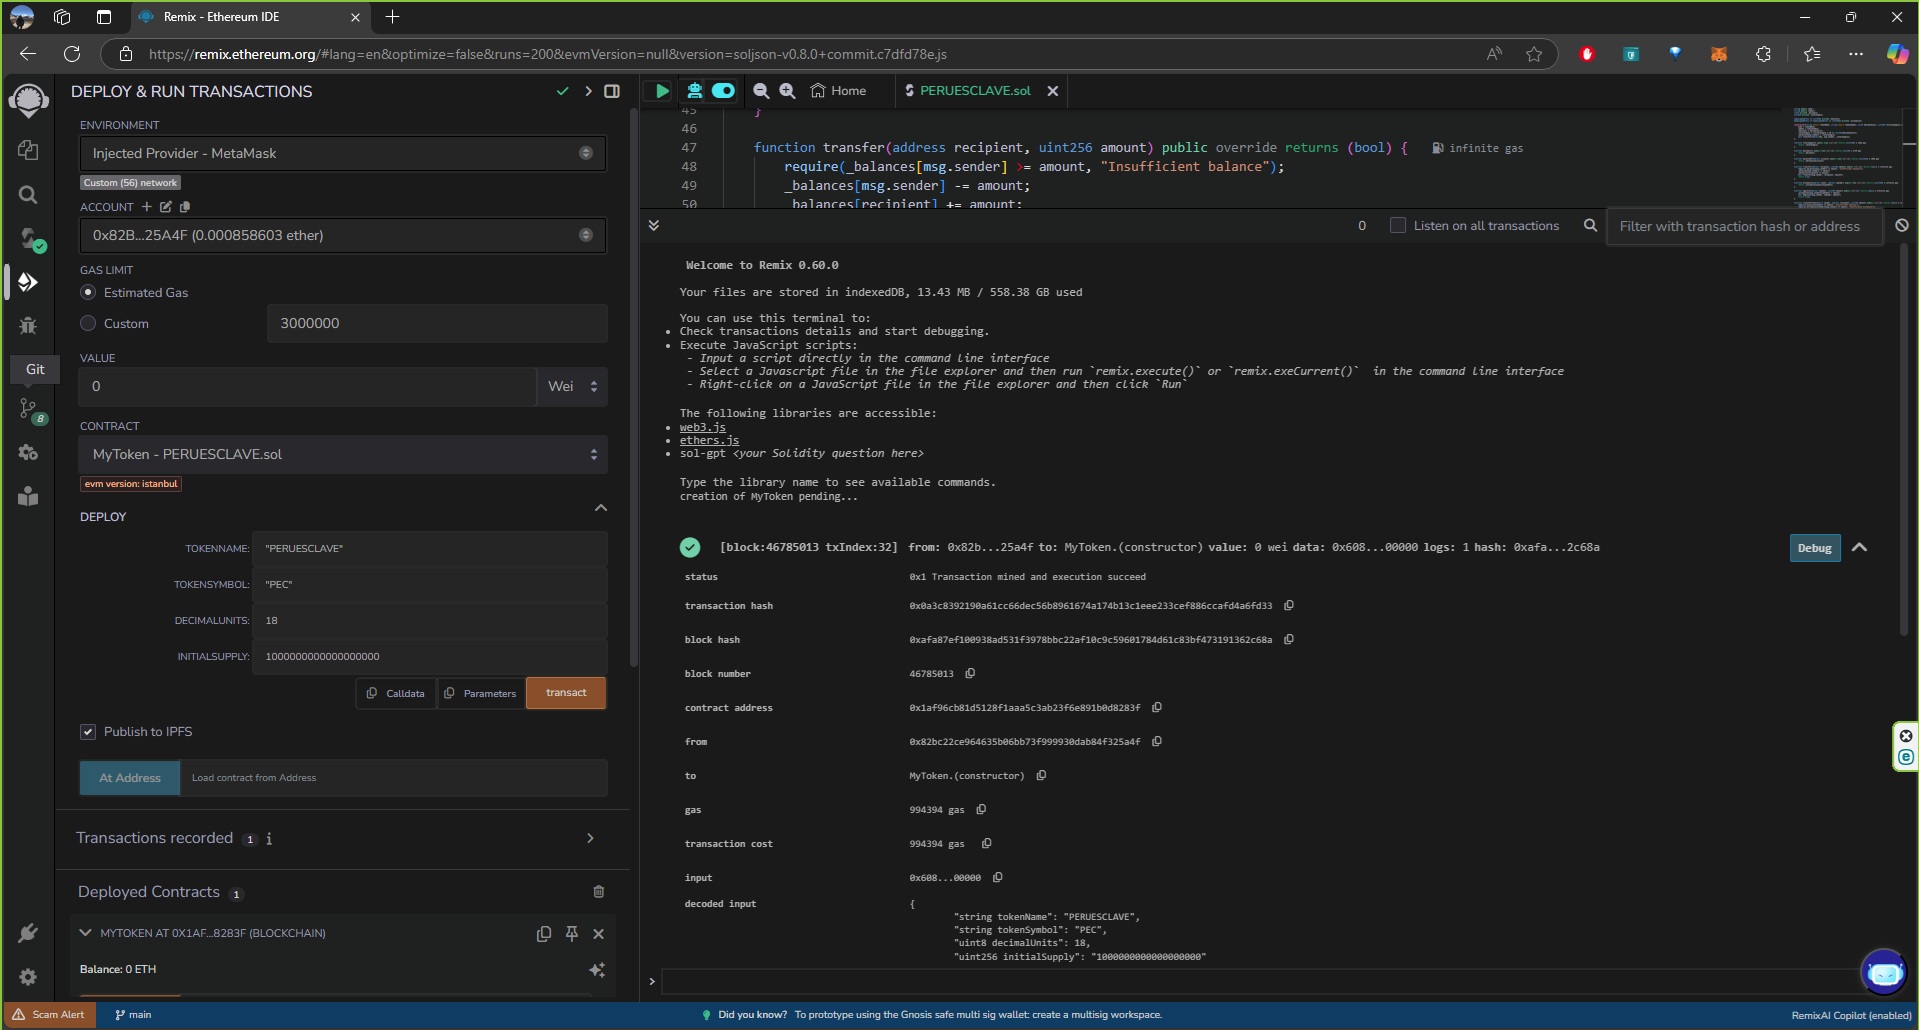 Remix - Ethereum IDE
https://remix.ethereum.org/#lang=en&optimize=false&runs=200&evmVersion=null&version=soljson-v0.8.0+commit.c7dfd78e.js
DEPLOY & RUN TRANSACTIONS
ENVIRONMENT
Injected Provider - MetaMask
Custom (56) network
ACCOUNT
0x82B...25A4F (0.000858603 ether)
GAS LIMIT
Estimated Gas
Custom
3000000
VALUE
Git
0
Wei
8
CONTRACT
MyToken - PERUESCLAVE.sol
evm version: istanbul
DEPLOY
TOKENNAME: "PERUESCLAVE"
TOKENSYMBOL: "PEC"
DECIMALUNITS: 18
INITIALSUPPLY: 1000000000000000000
Calldata
Parameters
transact
Publish to IPFS
At Address
Load contract from Address
Transactions recorded 1 i
Deployed Contracts 1
MYTOKEN AT 0X1AF...8283F (BLOCKCHAIN)
Balance: 0 ETH
Home
PERUESCLAVE.sol
45 }
46
47 function transfer(address recipient, uint256 amount) public override returns (bool) { infinite gas
48 require(_balances[msg.sender] >= amount, "Insufficient balance");
49 _balances[msg.sender] -= amount;
50 _balances[recipient] += amount;
0
Listen on all transactions
Filter with transaction hash or address
Welcome to Remix 0.60.0
Your files are stored in indexedDB, 13.43 MB / 558.38 GB used
You can use this terminal to:
• Check transactions details and start debugging.
• Execute JavaScript scripts:
- Input a script directly in the command line interface
- Select a Javascript file in the file explorer and then run `remix.execute()` or `remix.exeCurrent()` in the command line interface
- Right-click on a JavaScript file in the file explorer and then click `Run`
The following libraries are accessible:
• web3.js
• ethers.js
• sol-gpt <your Solidity question here>
Type the library name to see available commands.
creation of MyToken pending...
[block:46785013 txIndex:32] from: 0x82b...25a4f to: MyToken.(constructor) value: 0 wei data: 0x608...00000 logs: 1 hash: 0xafa...2c68a
Debug
status 0x1 Transaction mined and execution succeed
transaction hash 0x0a3c8392190a61cc66dec56b8961674a174b13c1eee233cef886ccafd4a6fd33
block hash 0xafa87ef100938ad531f3978bbc22af10c9c59601784d61c83bf473191362c68a
block number 46785013
contract address 0x1af96cb81d5128f1aaa5c3ab23f6e891b0d8283f
from 0x82bc22ce964635b06bb73f999930dab84f325a4f
to MyToken.(constructor)
gas 994394 gas
transaction cost 994394 gas
input 0x608...00000
decoded input {
"string tokenName": "PERUESCLAVE",
"string tokenSymbol": "PEC",
"uint8 decimalUnits": 18,
"uint256 initialSupply": "1000000000000000000"
>
Scam Alert
main
Did you know? To prototype using the Gnosis safe multi sig wallet: create a multisig workspace.
RemixAI Copilot (enabled)